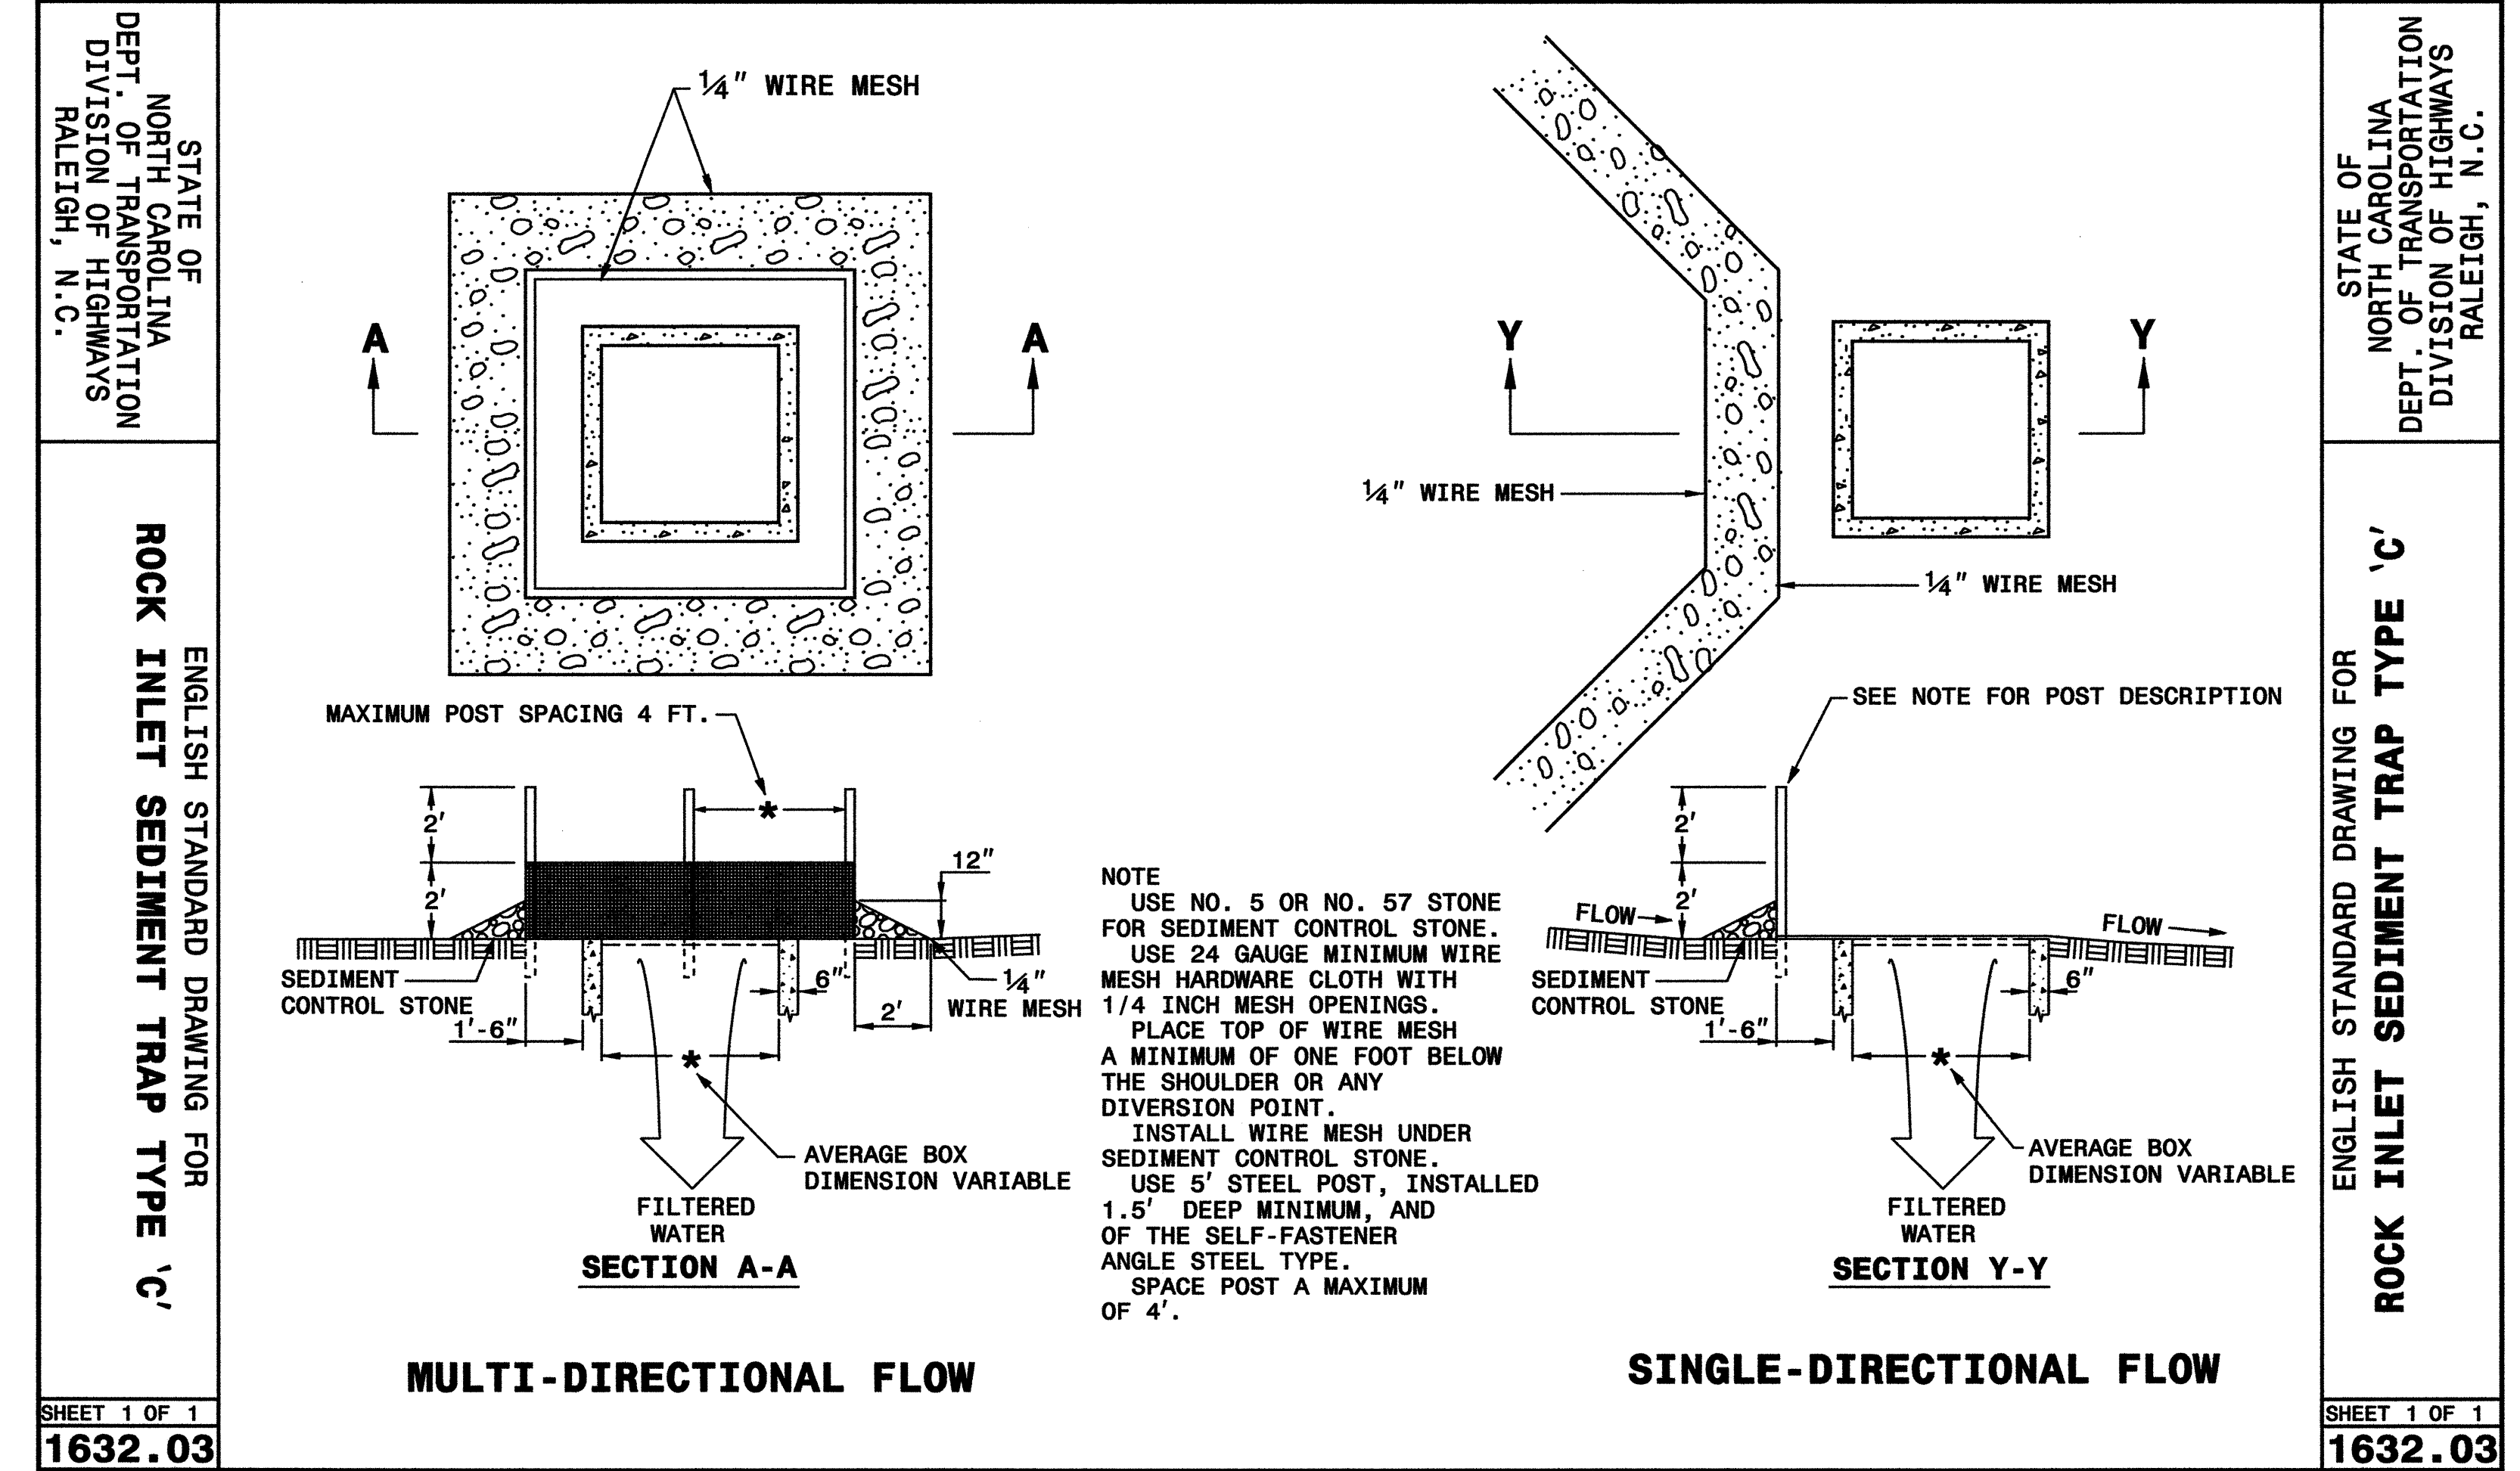 STATE OF
NORTH CAROLINA
DEPT. OF TRANSPORTATION
DIVISION OF HIGHWAYS
RALEIGH, N.C.
ENGLISH STANDARD DRAWING FOR
ROCK INLET SEDIMENT TRAP TYPE 'C'
SHEET 1 OF 1
1632.03
1/4" WIRE MESH
A
A
MAXIMUM POST SPACING 4 FT.
*
2'
2'
12"
SEDIMENT
CONTROL STONE
1'-6"
6"
2'
1/4"
WIRE MESH
*
AVERAGE BOX
DIMENSION VARIABLE
FILTERED
WATER
SECTION A-A
MULTI-DIRECTIONAL FLOW
NOTE
USE NO. 5 OR NO. 57 STONE
FOR SEDIMENT CONTROL STONE.
USE 24 GAUGE MINIMUM WIRE
MESH HARDWARE CLOTH WITH
1/4 INCH MESH OPENINGS.
PLACE TOP OF WIRE MESH
A MINIMUM OF ONE FOOT BELOW
THE SHOULDER OR ANY
DIVERSION POINT.
INSTALL WIRE MESH UNDER
SEDIMENT CONTROL STONE.
USE 5' STEEL POST, INSTALLED
1.5' DEEP MINIMUM, AND
OF THE SELF-FASTENER
ANGLE STEEL TYPE.
SPACE POST A MAXIMUM
OF 4'.
Y
Y
1/4" WIRE MESH
1/4" WIRE MESH
SEE NOTE FOR POST DESCRIPTION
2'
2'
FLOW
FLOW
SEDIMENT
CONTROL STONE
1'-6"
6"
*
AVERAGE BOX
DIMENSION VARIABLE
FILTERED
WATER
SECTION Y-Y
SINGLE-DIRECTIONAL FLOW
STATE OF
NORTH CAROLINA
DEPT. OF TRANSPORTATION
DIVISION OF HIGHWAYS
RALEIGH, N.C.
ENGLISH STANDARD DRAWING FOR
ROCK INLET SEDIMENT TRAP TYPE 'C'
SHEET 1 OF 1
1632.03